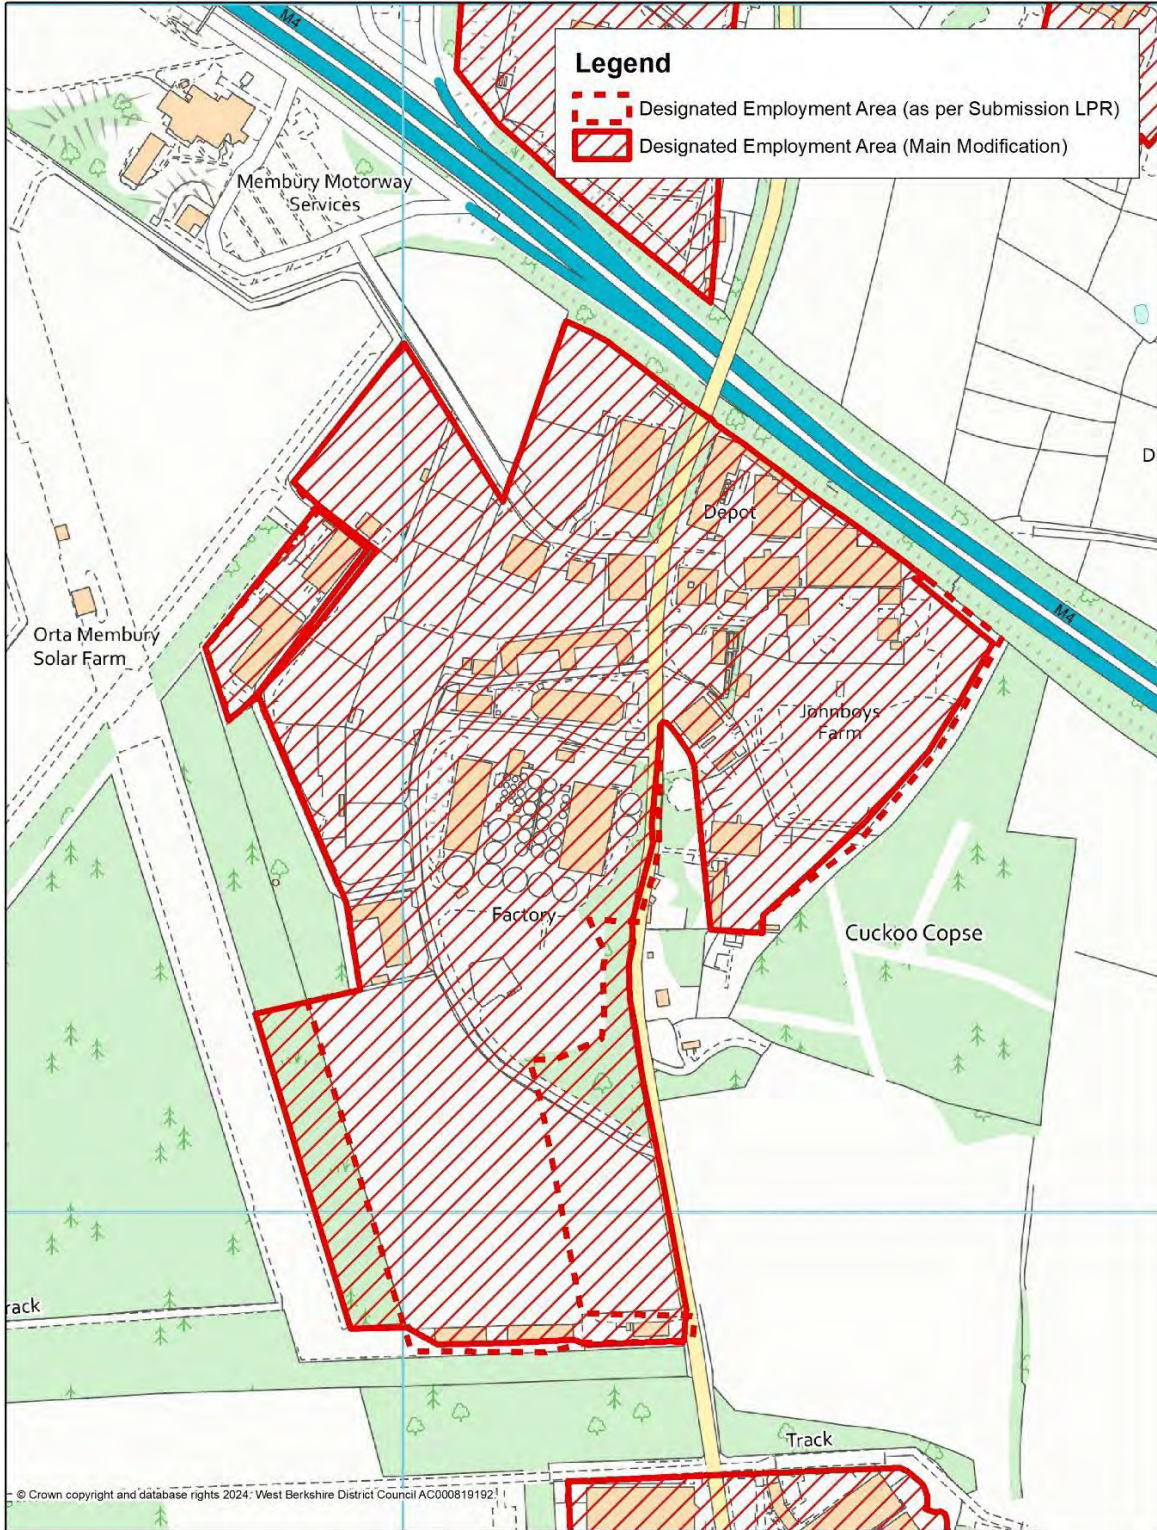 M4
Legend
Designated Employment Area (as per Submission LPR)
Designated Employment Area (Main Modification)
Membury Motorway
Services
D
Depot
M4
Orta Membury
Solar Farm
Johnboys
Farm
Factory
Cuckoo Copse
rack
Track
© Crown copyright and database rights 2024. West Berkshire District Council AC000819192